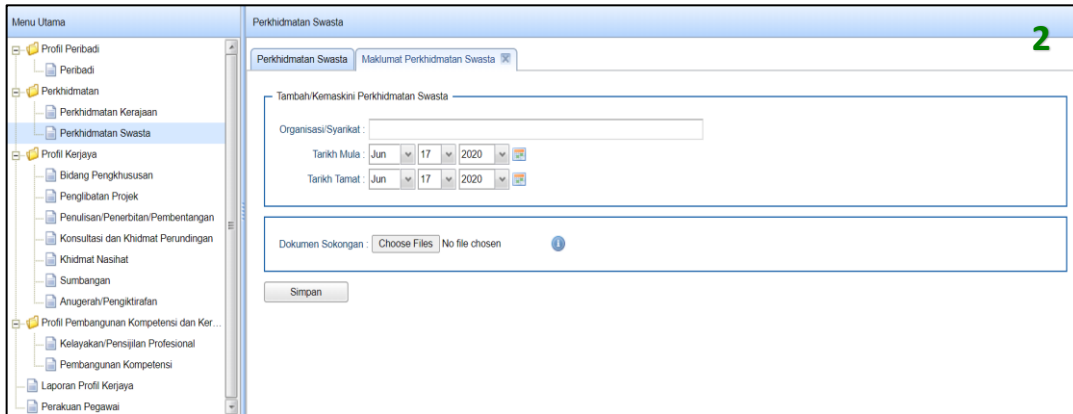 Menu Utama
Profil Peribadi
Peribadi
Perkhidmatan
Perkhidmatan Kerajaan
Perkhidmatan Swasta
Profil Kerjaya
Bidang Pengkhususan
Penglibatan Projek
Penulisan/Penerbitan/Pembentangan
Konsultasi dan Khidmat Perundingan
Khidmat Nasihat
Sumbangan
Anugerah/Pengiktirafan
Profil Pembangunan Kompetensi dan Ker...
Kelayakan/Pensijilan Profesional
Pembangunan Kompetensi
Laporan Profil Kerjaya
Perakuan Pegawai
Perkhidmatan Swasta
2
Perkhidmatan Swasta Maklumat Perkhidmatan Swasta
Tambah/Kemaskini Perkhidmatan Swasta
Organisasi/Syarikat :
Tarikh Mula : Jun 17 2020
Tarikh Tamat : Jun 17 2020
Dokumen Sokongan : Choose Files No file chosen
Simpan